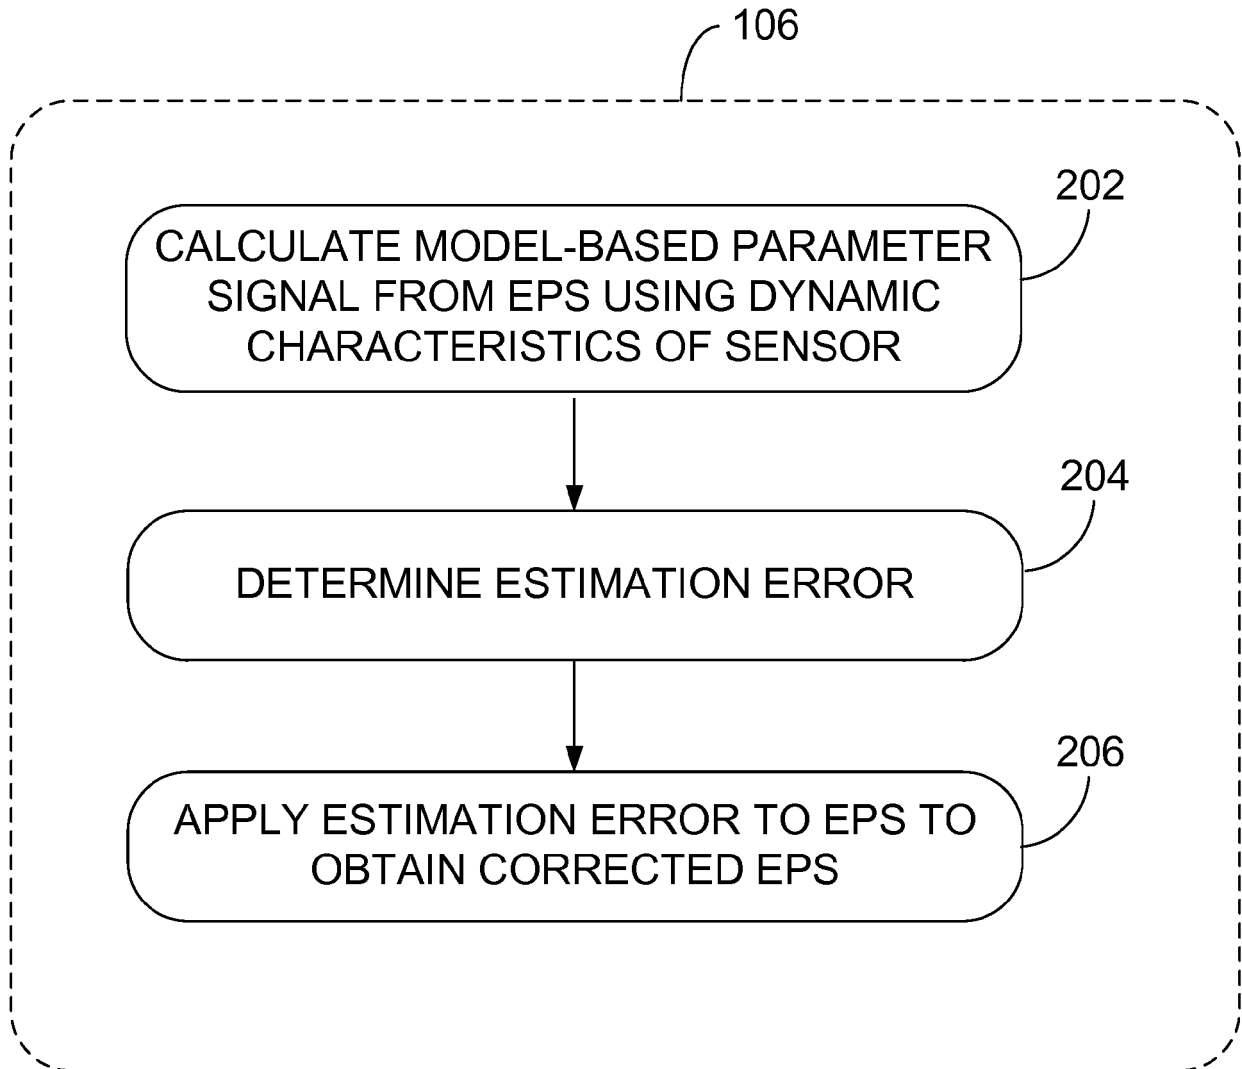 106
202
CALCULATE MODEL-BASED PARAMETER
SIGNAL FROM EPS USING DYNAMIC
CHARACTERISTICS OF SENSOR
204
DETERMINE ESTIMATION ERROR
206
APPLY ESTIMATION ERROR TO EPS TO
OBTAIN CORRECTED EPS